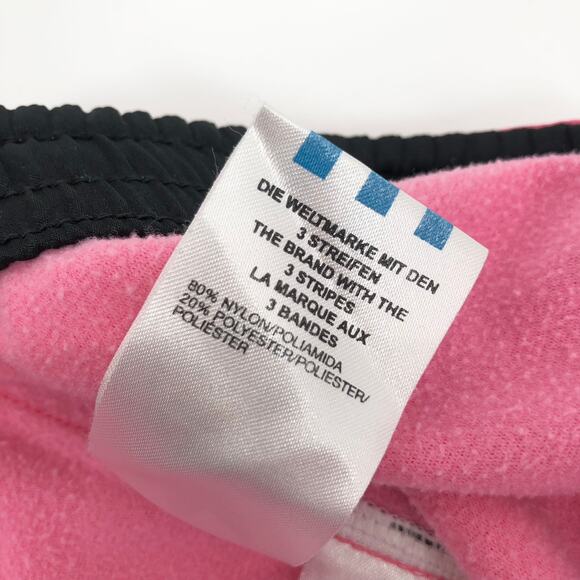 DIE WELTMARKE MIT DEN
3 STREIFEN
THE BRAND WITH THE
3 STRIPES
LA MARQUE AUX
3 BANDES
80% NYLON/POLIAMIDA
20% POLYESTER/POLIESTER/
POLIÉSTER